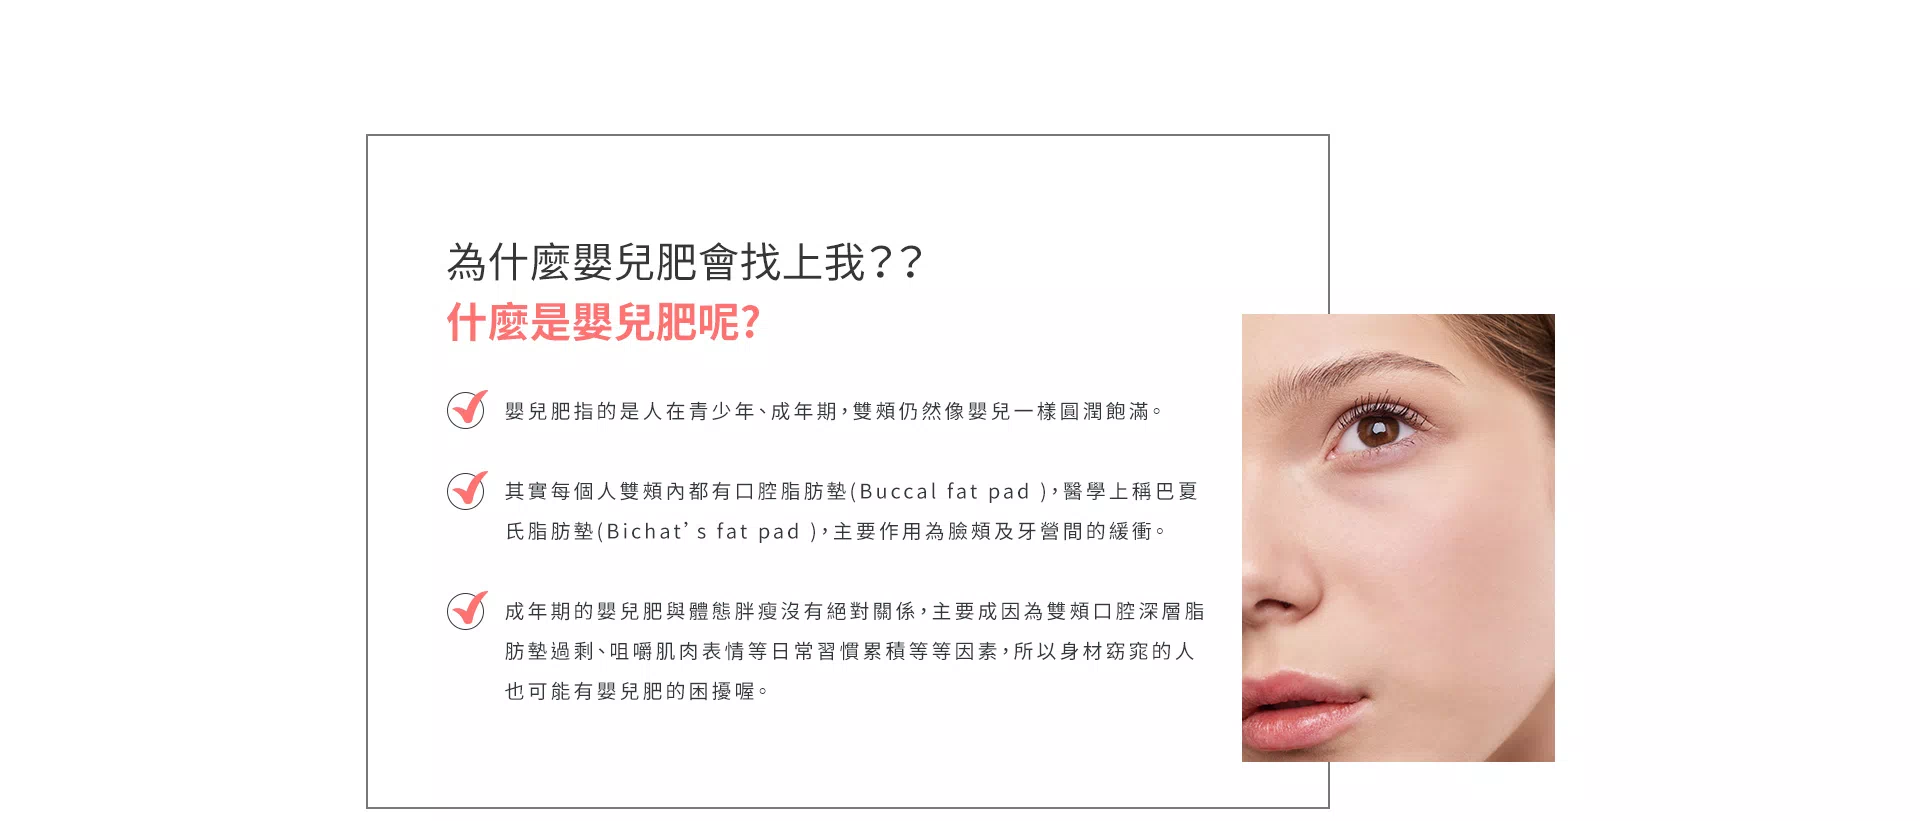 為什麼嬰兒肥會找上我??
什麼是嬰兒肥呢?
嬰兒肥指的是人在青少年、成年期,雙頰仍然像嬰兒一樣圓潤飽滿。
其實每個人雙頰內都有口腔脂肪墊(Buccal fat pad ),醫學上稱巴夏
氏脂肪墊(Bichat’s fat pad ),主要作用為臉頰及牙營間的緩衝。
成年期的嬰兒肥與體態胖瘦沒有絕對關係,主要成因為雙頰口腔深層脂
肪墊過剩、咀嚼肌肉表情等日常習慣累積等等因素,所以身材窈窕的人
也可能有嬰兒肥的困擾喔。